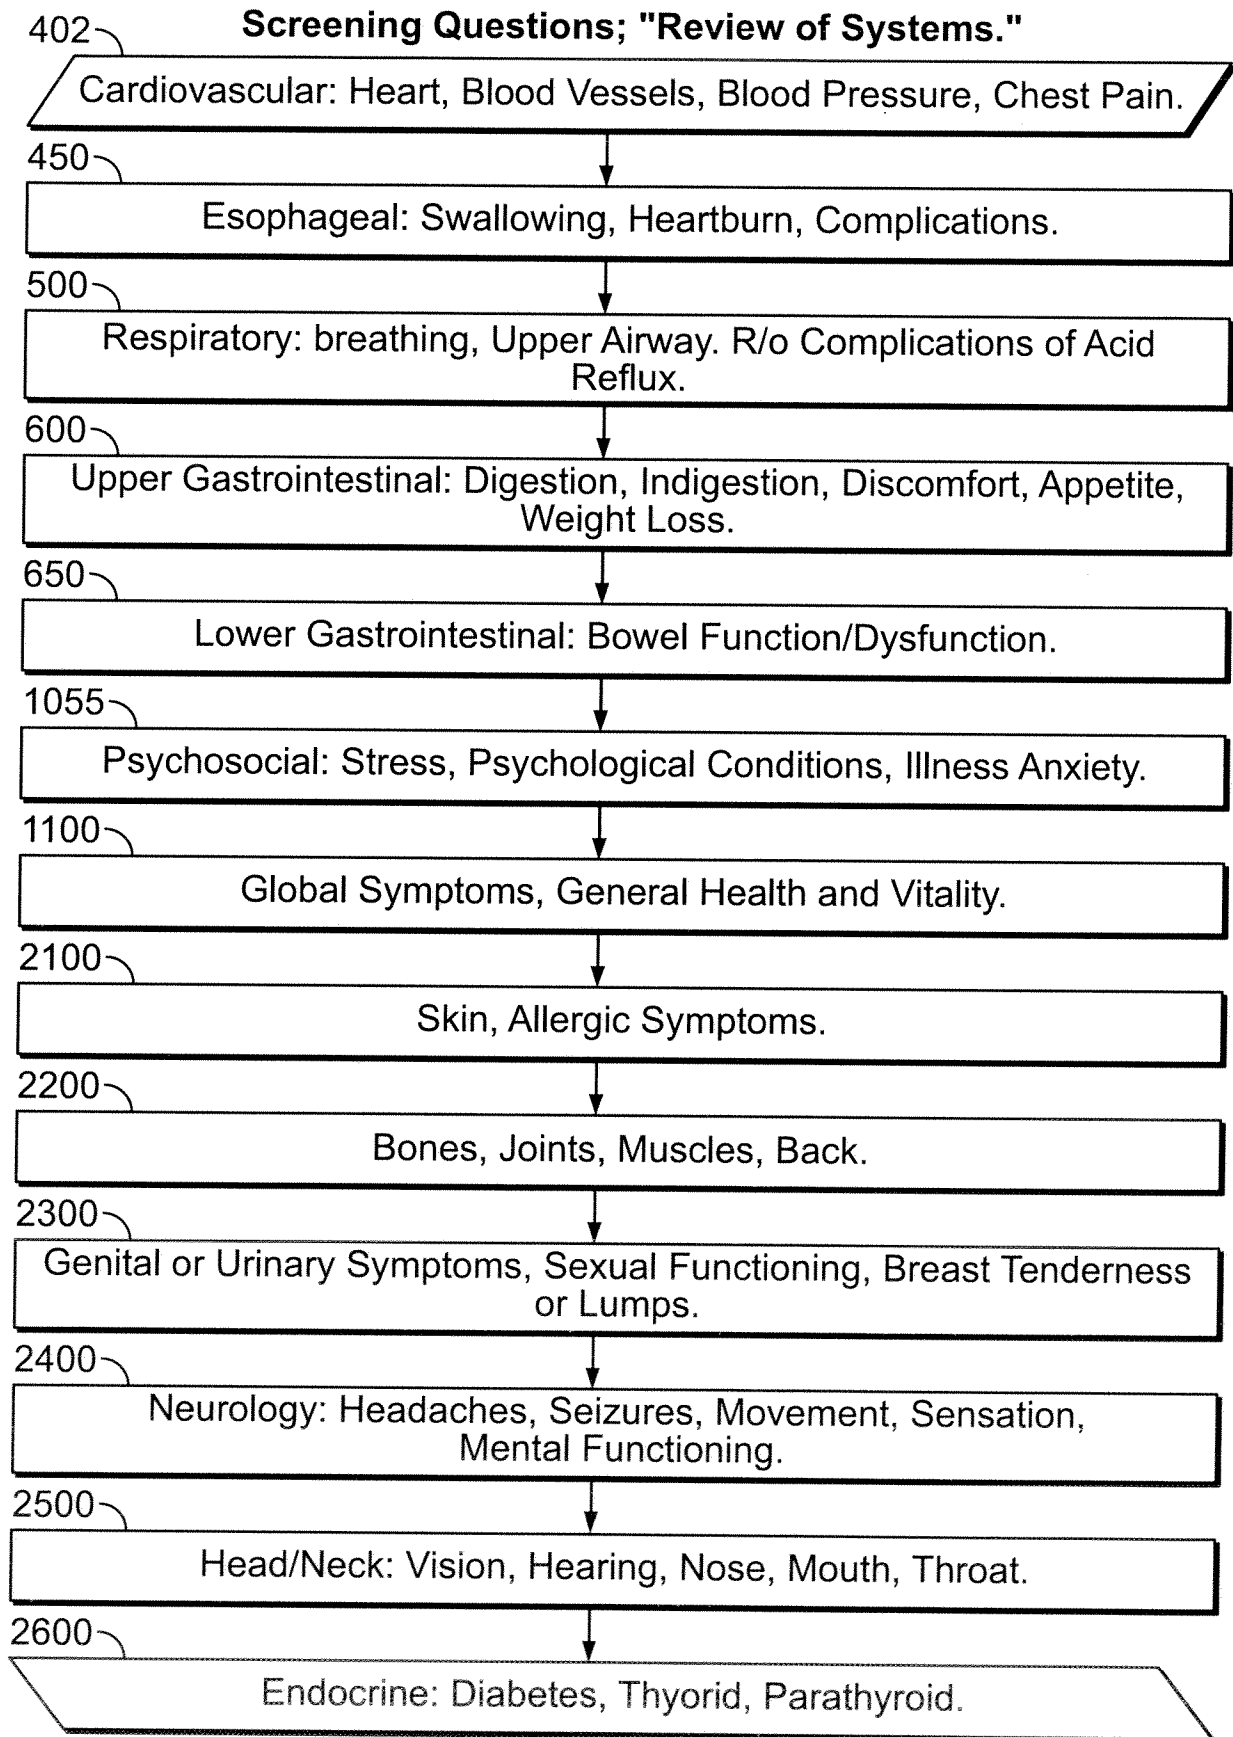 Screening Questions; "Review of Systems."
402
Cardiovascular: Heart, Blood Vessels, Blood Pressure, Chest Pain.
450
Esophageal: Swallowing, Heartburn, Complications.
500
Respiratory: breathing, Upper Airway. R/o Complications of Acid
Reflux.
600
Upper Gastrointestinal: Digestion, Indigestion, Discomfort, Appetite,
Weight Loss.
650
Lower Gastrointestinal: Bowel Function/Dysfunction.
1055
Psychosocial: Stress, Psychological Conditions, Illness Anxiety.
1100
Global Symptoms, General Health and Vitality.
2100
Skin, Allergic Symptoms.
2200
Bones, Joints, Muscles, Back.
2300
Genital or Urinary Symptoms, Sexual Functioning, Breast Tenderness
or Lumps.
2400
Neurology: Headaches, Seizures, Movement, Sensation,
Mental Functioning.
2500
Head/Neck: Vision, Hearing, Nose, Mouth, Throat.
2600
Endocrine: Diabetes, Thyorid, Parathyroid.